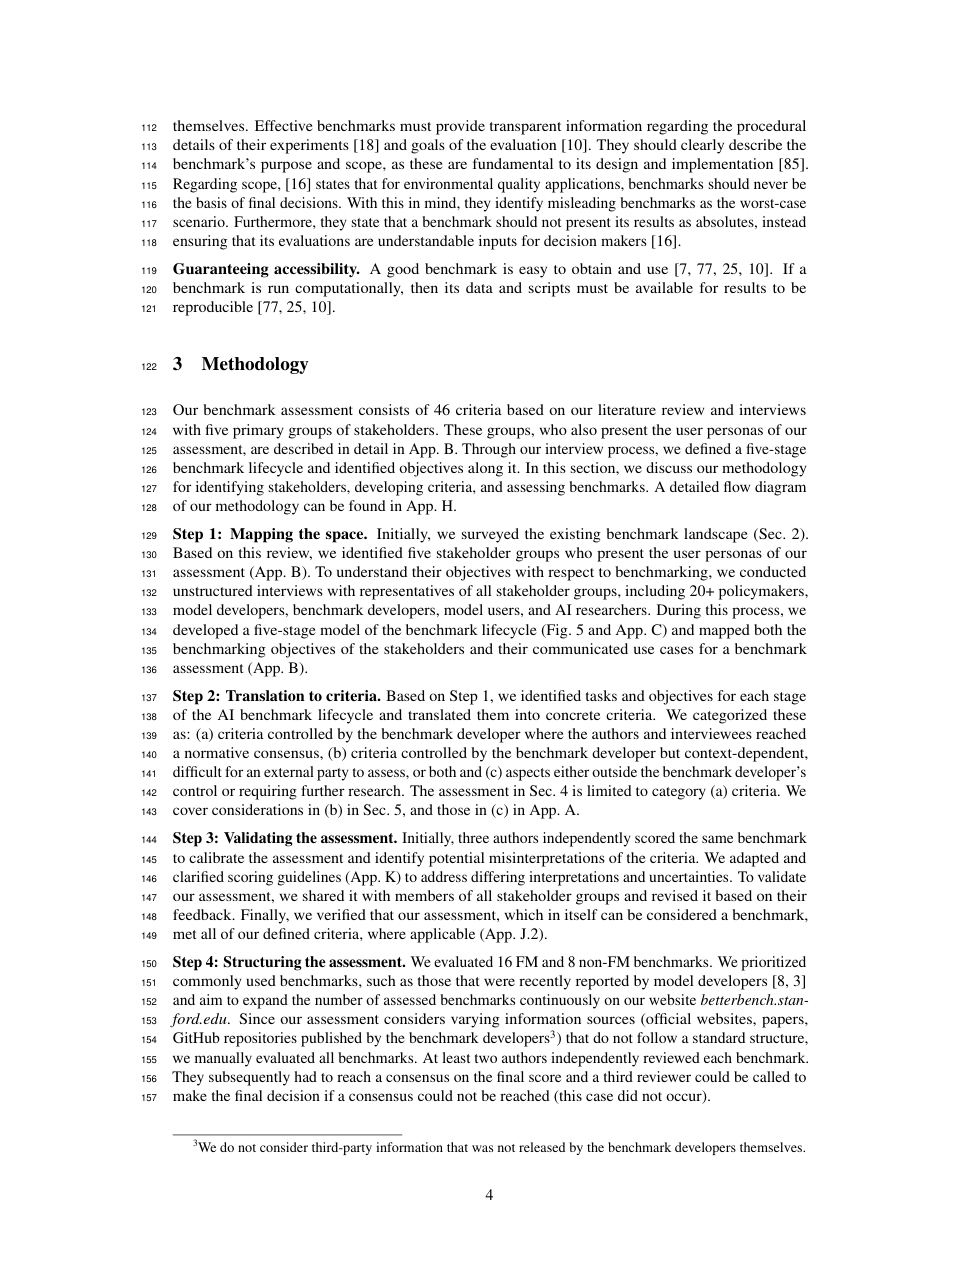 112 themselves. Effective benchmarks must provide transparent information regarding the procedural
113 details of their experiments [18] and goals of the evaluation [10]. They should clearly describe the
114 benchmark's purpose and scope, as these are fundamental to its design and implementation [85].
115 Regarding scope, [16] states that for environmental quality applications, benchmarks should never be
116 the basis of final decisions. With this in mind, they identify misleading benchmarks as the worst-case
117 scenario. Furthermore, they state that a benchmark should not present its results as absolutes, instead
118 ensuring that its evaluations are understandable inputs for decision makers [16].
119 Guaranteeing accessibility. A good benchmark is easy to obtain and use [7, 77, 25, 10]. If a
120 benchmark is run computationally, then its data and scripts must be available for results to be
121 reproducible [77, 25, 10].
122 3 Methodology
123 Our benchmark assessment consists of 46 criteria based on our literature review and interviews
124 with five primary groups of stakeholders. These groups, who also present the user personas of our
125 assessment, are described in detail in App. B. Through our interview process, we defined a five-stage
126 benchmark lifecycle and identified objectives along it. In this section, we discuss our methodology
127 for identifying stakeholders, developing criteria, and assessing benchmarks. A detailed flow diagram
128 of our methodology can be found in App. H.
129 Step 1: Mapping the space. Initially, we surveyed the existing benchmark landscape (Sec. 2).
130 Based on this review, we identified five stakeholder groups who present the user personas of our
131 assessment (App. B). To understand their objectives with respect to benchmarking, we conducted
132 unstructured interviews with representatives of all stakeholder groups, including 20+ policymakers,
133 model developers, benchmark developers, model users, and AI researchers. During this process, we
134 developed a five-stage model of the benchmark lifecycle (Fig. 5 and App. C) and mapped both the
135 benchmarking objectives of the stakeholders and their communicated use cases for a benchmark
136 assessment (App. B).
137 Step 2: Translation to criteria. Based on Step 1, we identified tasks and objectives for each stage
138 of the AI benchmark lifecycle and translated them into concrete criteria. We categorized these
139 as: (a) criteria controlled by the benchmark developer where the authors and interviewees reached
140 a normative consensus, (b) criteria controlled by the benchmark developer but context-dependent,
141 difficult for an external party to assess, or both and (c) aspects either outside the benchmark developer's
142 control or requiring further research. The assessment in Sec. 4 is limited to category (a) criteria. We
143 cover considerations in (b) in Sec. 5, and those in (c) in App. A.
144 Step 3: Validating the assessment. Initially, three authors independently scored the same benchmark
145 to calibrate the assessment and identify potential misinterpretations of the criteria. We adapted and
146 clarified scoring guidelines (App. K) to address differing interpretations and uncertainties. To validate
147 our assessment, we shared it with members of all stakeholder groups and revised it based on their
148 feedback. Finally, we verified that our assessment, which in itself can be considered a benchmark,
149 met all of our defined criteria, where applicable (App. J.2).
150 Step 4: Structuring the assessment. We evaluated 16 FM and 8 non-FM benchmarks. We prioritized
151 commonly used benchmarks, such as those that were recently reported by model developers [8, 3]
152 and aim to expand the number of assessed benchmarks continuously on our website betterbench.stan-
153 ford.edu. Since our assessment considers varying information sources (official websites, papers,
154 GitHub repositories published by the benchmark developers3) that do not follow a standard structure,
155 we manually evaluated all benchmarks. At least two authors independently reviewed each benchmark.
156 They subsequently had to reach a consensus on the final score and a third reviewer could be called to
157 make the final decision if a consensus could not be reached (this case did not occur).
3We do not consider third-party information that was not released by the benchmark developers themselves.
4